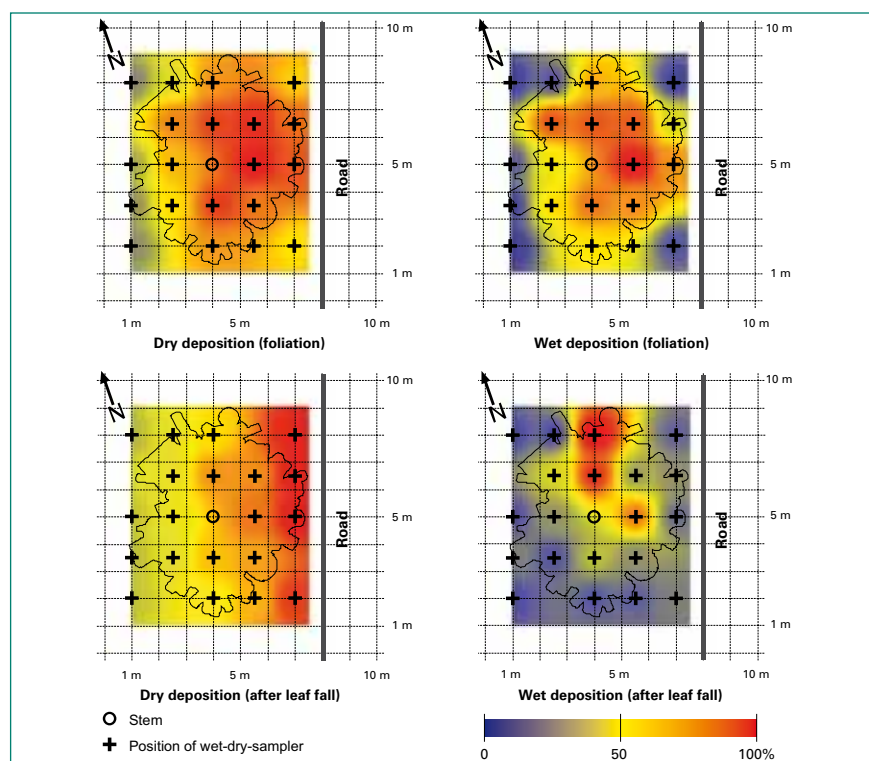 10 m
10 m
N
N
5 m
Road
5 m
Road
1 m
1 m
1 m 5 m 10 m
1 m 5 m 10 m
Dry deposition (foliation)
Wet deposition (foliation)
10 m
10 m
N
N
5 m
Road
5 m
Road
1 m
1 m
1 m 5 m 10 m
1 m 5 m 10 m
Dry deposition (after leaf fall)
Wet deposition (after leaf fall)
Stem
Position of wet-dry-sampler
0 50 100%